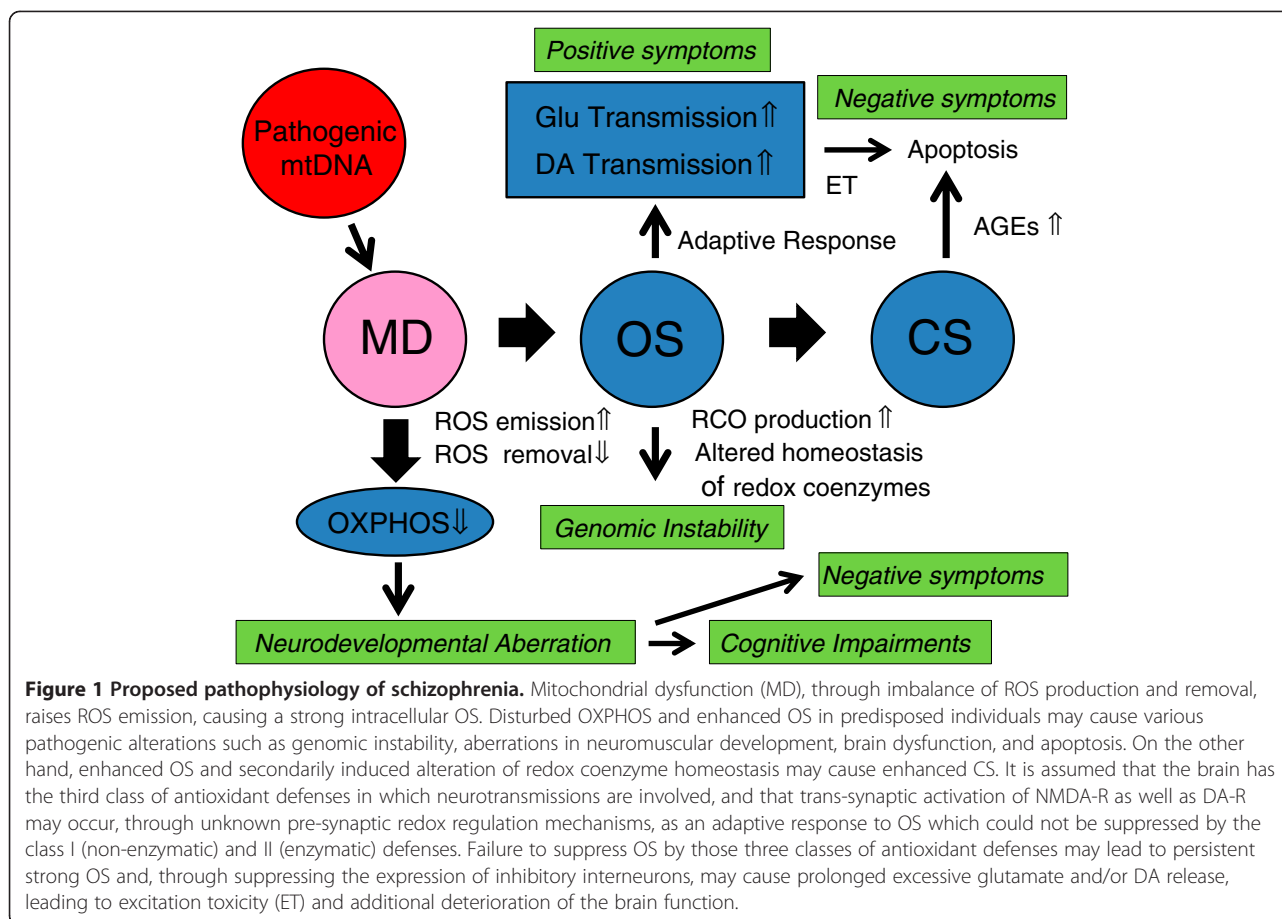 Positive symptoms
Glu Transmission⇑
DA Transmission⇑
Negative symptoms
Pathogenic
mtDNA
ET
Apoptosis
Adaptive Response
AGEs ⇑
MD
OS
CS
ROS emission⇑
ROS removal⇓
RCO production⇑
Altered homeostasis
of redox coenzymes
OXPHOS⇓
Genomic Instability
Negative symptoms
Neurodevelopmental Aberration
Cognitive Impairments
Figure 1 Proposed pathophysiology of schizophrenia. Mitochondrial dysfunction (MD), through imbalance of ROS production and removal,
raises ROS emission, causing a strong intracellular OS. Disturbed OXPHOS and enhanced OS in predisposed individuals may cause various
pathogenic alterations such as genomic instability, aberrations in neuromuscular development, brain dysfunction, and apoptosis. On the other
hand, enhanced OS and secondarily induced alteration of redox coenzyme homeostasis may cause enhanced CS. It is assumed that the brain has
the third class of antioxidant defenses in which neurotransmissions are involved, and that trans-synaptic activation of NMDA-R as well as DA-R
may occur, through unknown pre-synaptic redox regulation mechanisms, as an adaptive response to OS which could not be suppressed by the
class I (non-enzymatic) and II (enzymatic) defenses. Failure to suppress OS by those three classes of antioxidant defenses may lead to persistent
strong OS and, through suppressing the expression of inhibitory interneurons, may cause prolonged excessive glutamate and/or DA release,
leading to excitation toxicity (ET) and additional deterioration of the brain function.